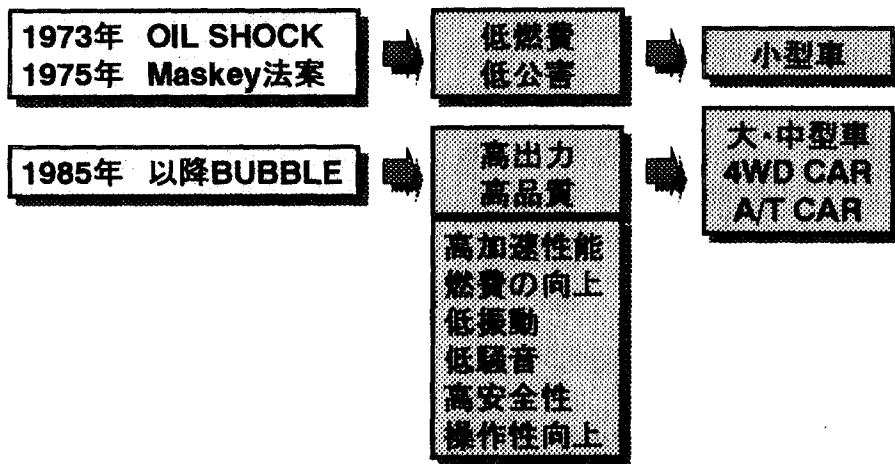 1973年 OIL SHOCK
1975年 Maskey法案
低燃費
低公害
小型車
1985年 以降BUBBLE
高出力
高品質
大・中型車
4WD CAR
A/T CAR
高加速性能
燃費の向上
低振動
低騒音
高安全性
操作性向上